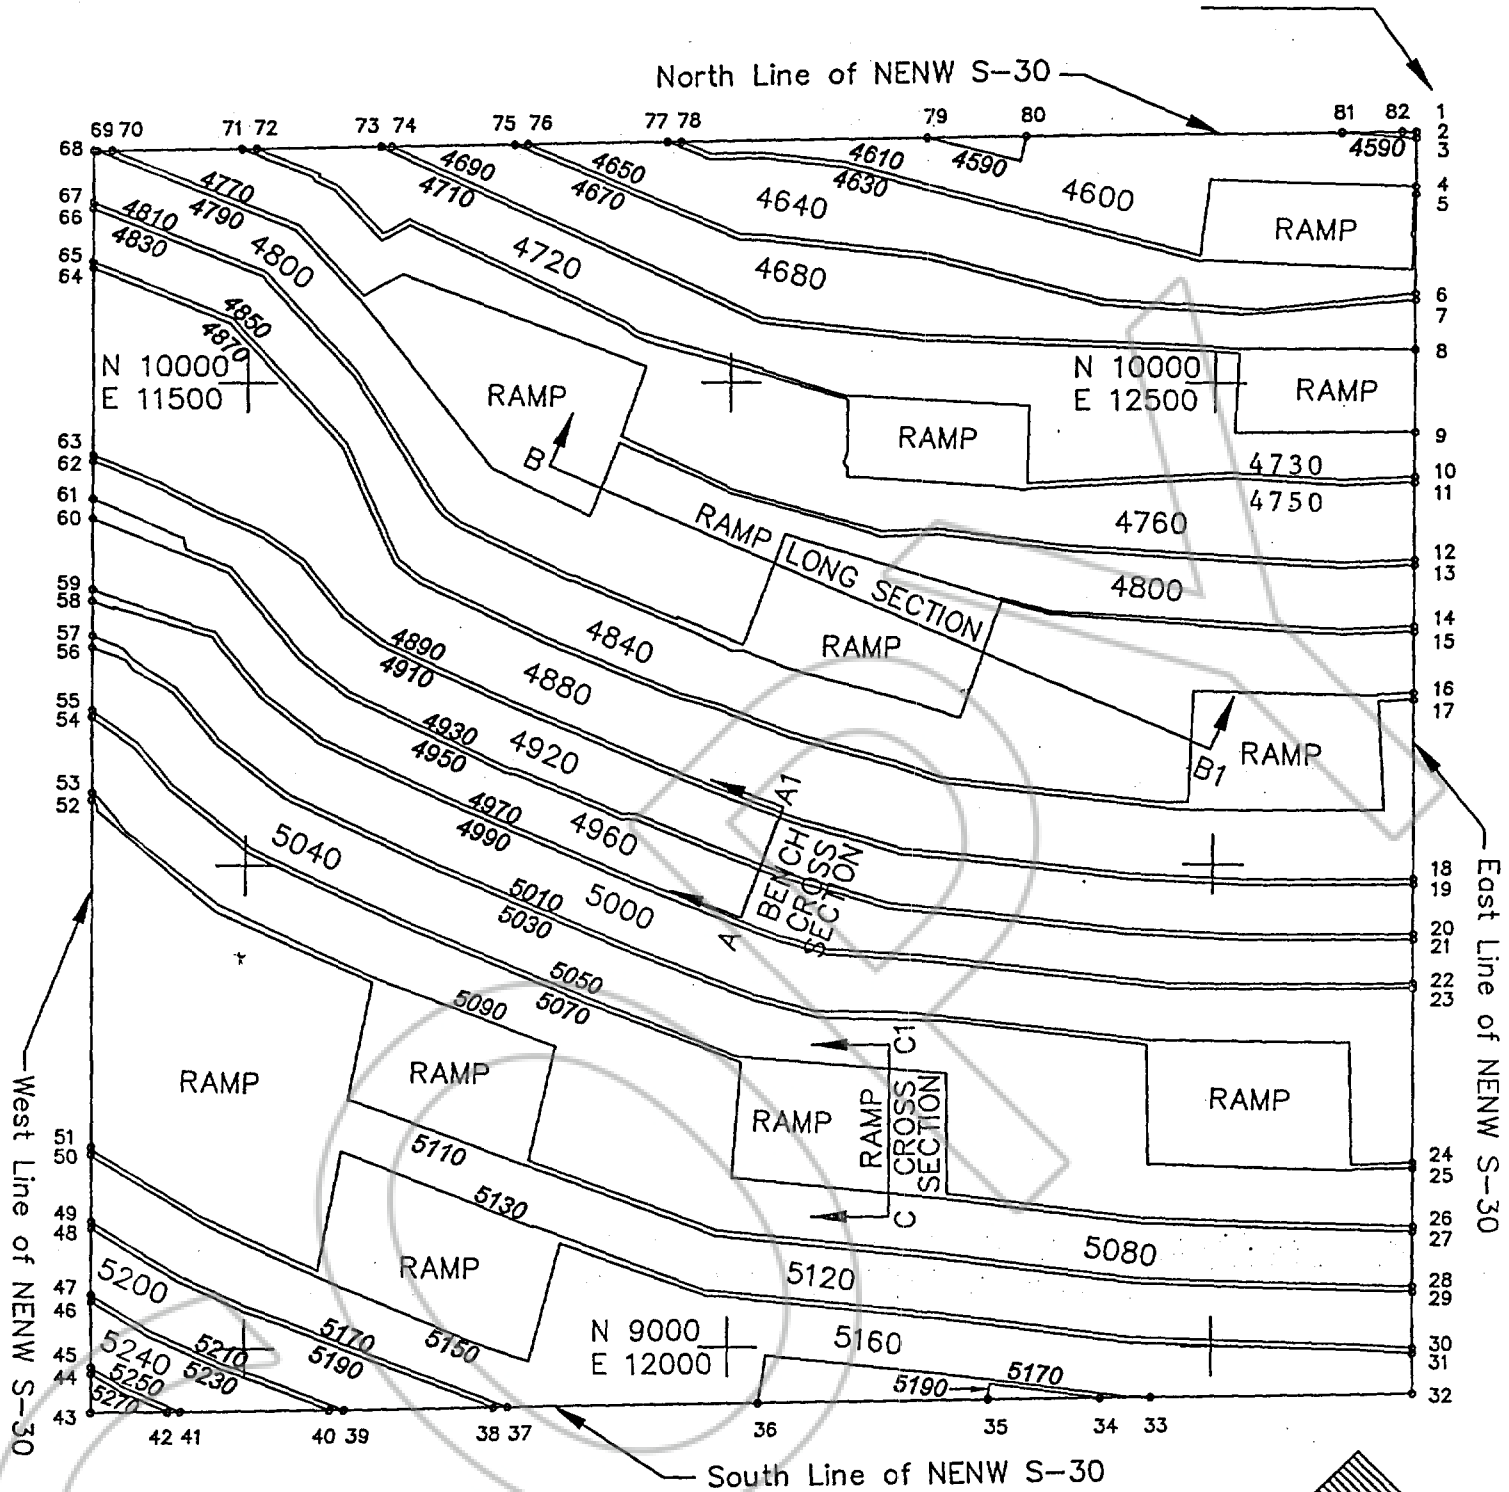 North Line of NENW S-30
69 70 71 72 73 74 75 76 77 78 79 80 81 82 1
68 2
3
4690 4650 4610 4590 4590
4770 4710 4670 4630 4600 4
67 4790 4640 5
66 4810
4830 4800 4720 4680 RAMP
65
64 6
4850 7
4870
N 10000 N 10000 8
E 11500 RAMP E 12500 RAMP
RAMP 9
63 B 4730 10
62 4750 11
61 RAMP LONG SECTION 4760
60 12
4800 13
59
58 4890 4840 RAMP 14
57 4910 4880 15
56
55 4930 4920 16
54 4950 B1 RAMP 17
53 4970 4960 A1
52 4990 BENCH CROSS SECTION
5040 5010 5000 A 18
5030 19
East Line of NENW S-30
20
21
5050 22
5090 5070 23
C1
RAMP RAMP RAMP RAMP CROSS SECTION RAMP
West Line of NENW S-30
51 5110 24
50 25
5130 C
49 26
48 RAMP 5120 5080 27
5200 28
47 29
46 5170 5150 N 9000 5160
5240 5210 5190 E 12000 30
45 5250 5230 5190 5170 31
44 5270 32
43 42 41 40 39 38 37 36 35 34 33
South Line of NENW S-30